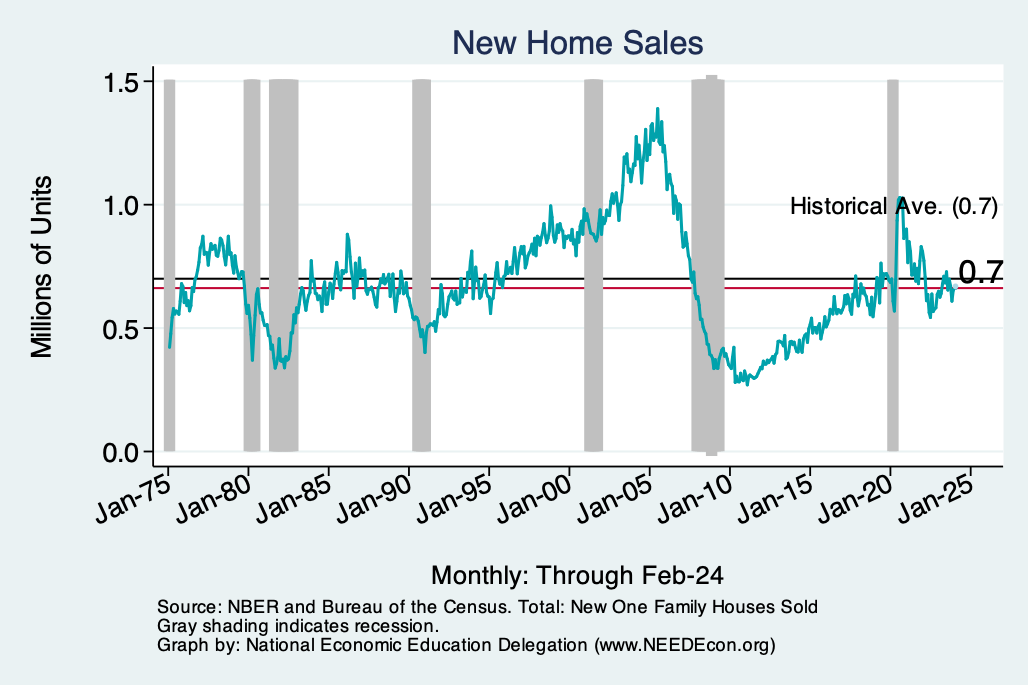 New Home Sales
Millions of Units
1.5
1.0
0.5
0.0
Historical Ave. (0.7)
0.7
Jan-75
Jan-80
Jan-85
Jan-90
Jan-95
Jan-00
Jan-05
Jan-10
Jan-15
Jan-20
Jan-25
Monthly: Through Feb-24
Source: NBER and Bureau of the Census. Total: New One Family Houses Sold
Gray shading indicates recession.
Graph by: National Economic Education Delegation (www.NEEDEcon.org)